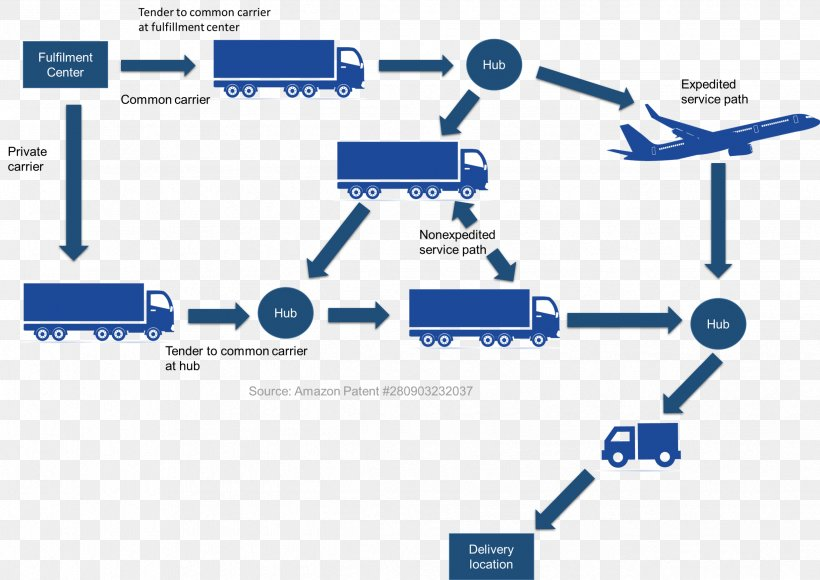 Tender to common carrier
at fulfillment center
Fulfilment
Center
Hub
Common carrier
Expedited
service path
Private
carrier
Nonexpedited
service path
Hub
Hub
Tender to common carrier
at hub
Source: Amazon Patent #280903232037
Delivery
location